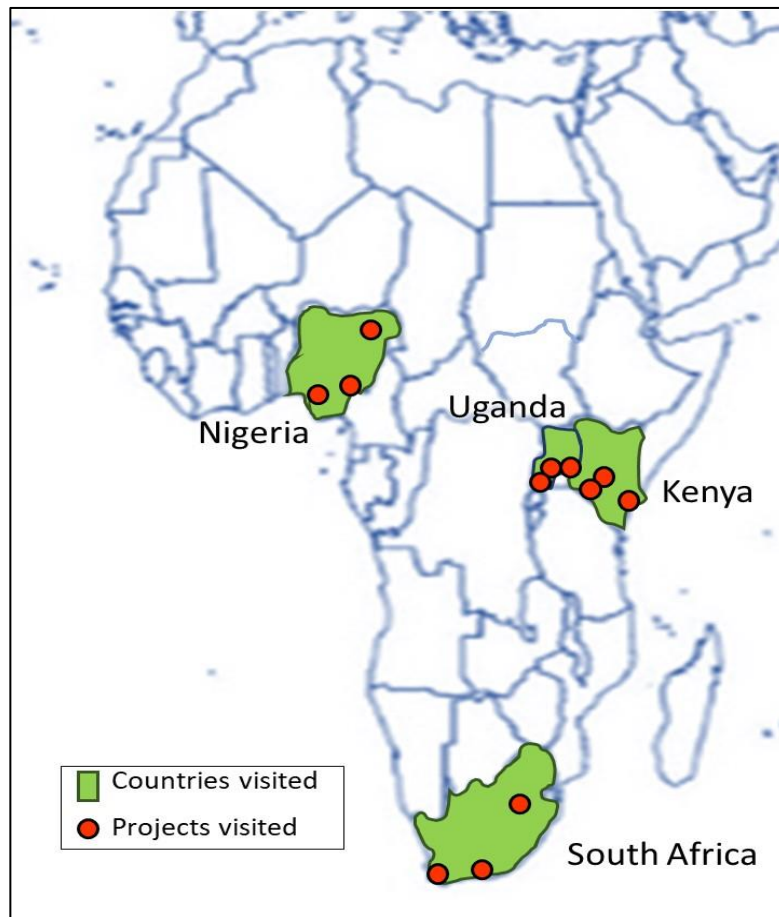 Uganda
Nigeria
Kenya
Countries visited
Projects visited
South Africa